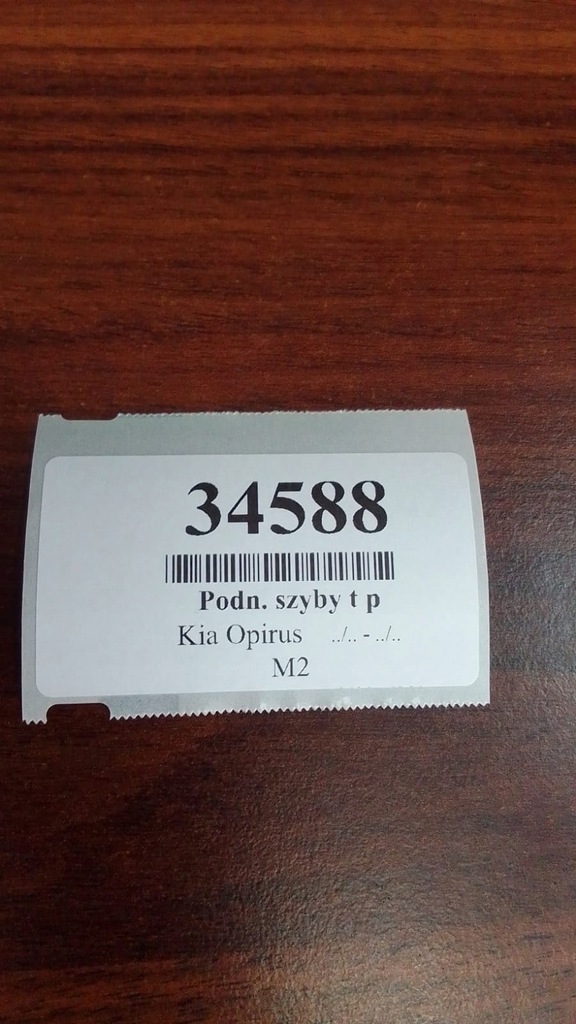 34588
Podn. szyby t p
Kia Opirus ../.. - ../..
M2